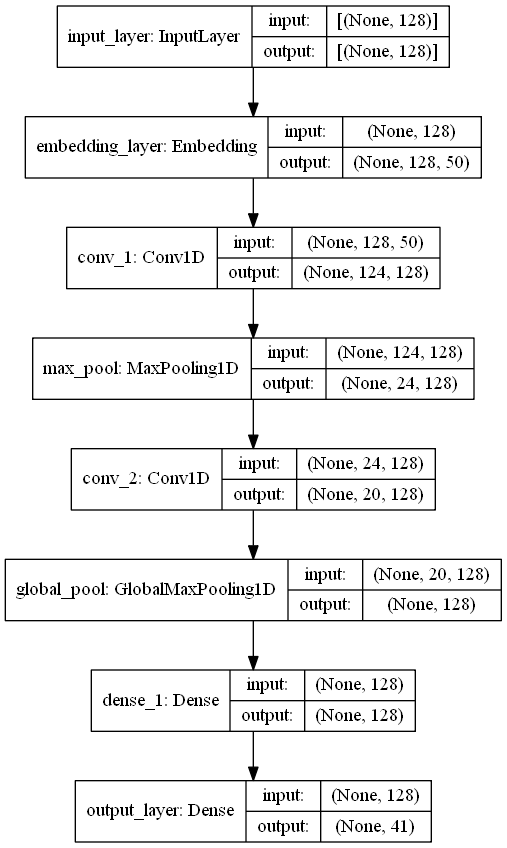 input_layer: InputLayer
input: [(None, 128)]
output: [(None, 128)]
embedding_layer: Embedding
input: (None, 128)
output: (None, 128, 50)
conv_1: Conv1D
input: (None, 128, 50)
output: (None, 124, 128)
max_pool: MaxPooling1D
input: (None, 124, 128)
output: (None, 24, 128)
conv_2: Conv1D
input: (None, 24, 128)
output: (None, 20, 128)
global_pool: GlobalMaxPooling1D
input: (None, 20, 128)
output: (None, 128)
dense_1: Dense
input: (None, 128)
output: (None, 128)
output_layer: Dense
input: (None, 128)
output: (None, 41)